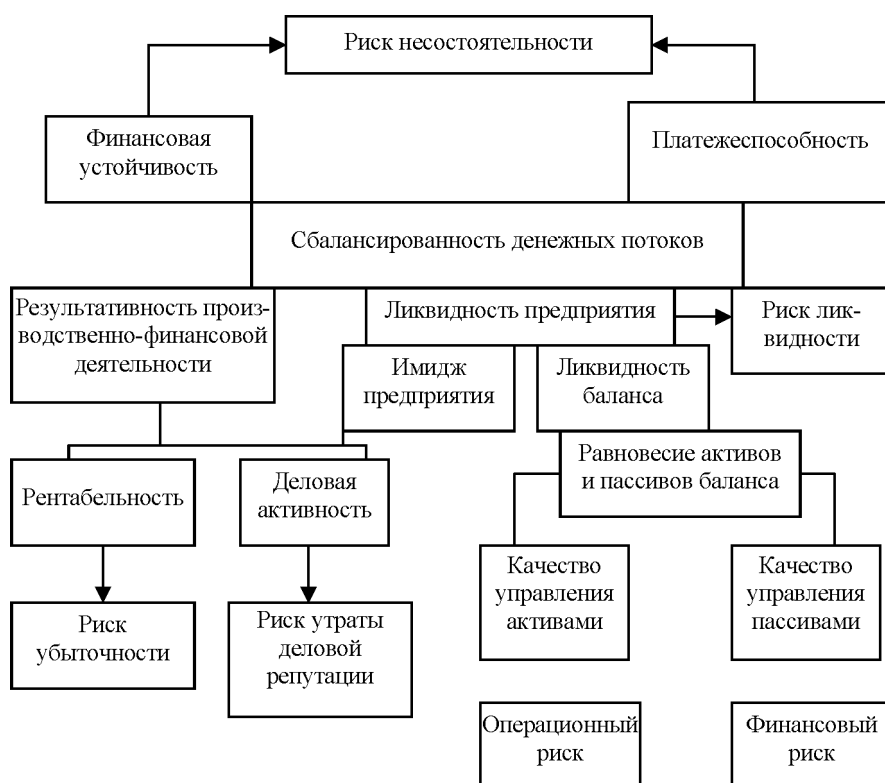 Риск несостоятельности
Финансовая
устойчивость
Платежеспособность
Сбалансированность денежных потоков
Результативность произ-
водственно-финансовой
деятельности
Ликвидность предприятия
Риск лик-
видности
Имидж
предприятия
Ликвидность
баланса
Рентабельность
Деловая
активность
Равновесие активов
и пассивов баланса
Качество
управления
активами
Качество
управления
пассивами
Риск
убыточности
Риск утраты
деловой
репутации
Операционный
риск
Финансовый
риск